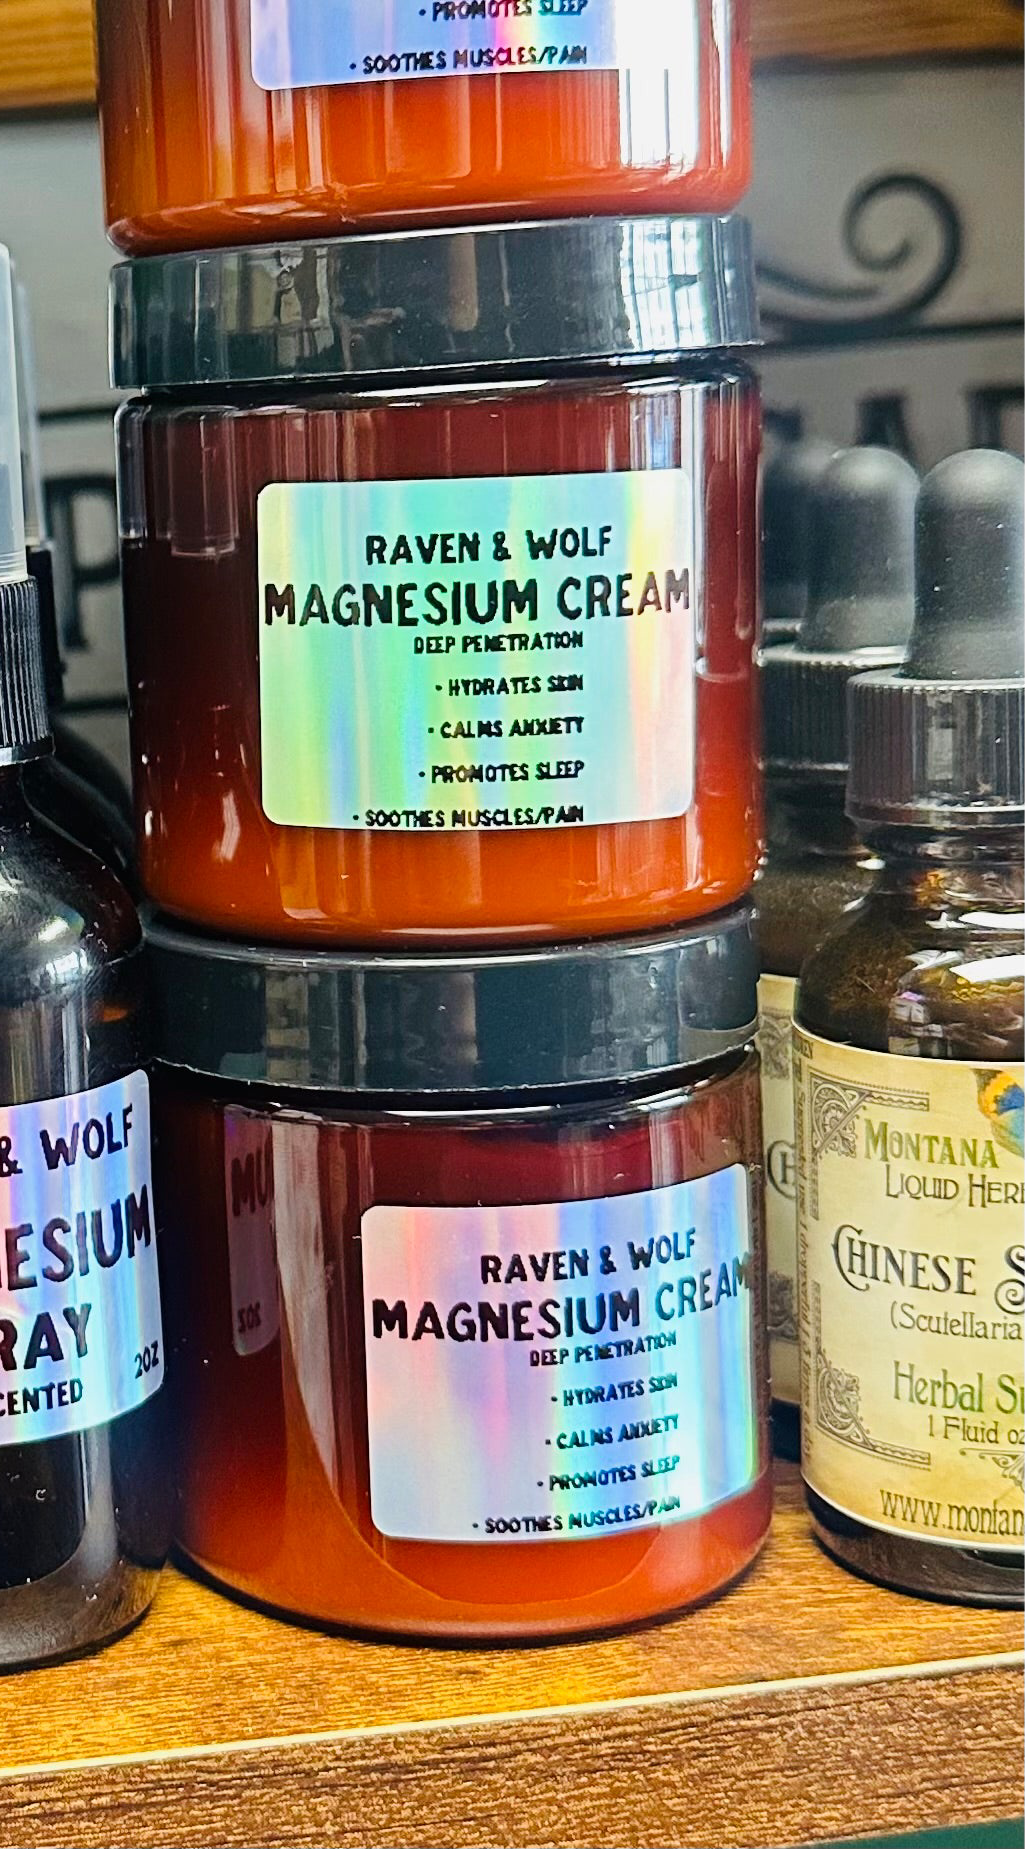 • PROMOTES SLEEP
• SOOTHES MUSCLES/PAIN
RAVEN & WOLF
MAGNESIUM CREAM
DEEP PENETRATION
• HYDRATES SKIN
• CALMS ANXIETY
• PROMOTES SLEEP
• SOOTHES MUSCLES/PAIN
RAVEN & WOLF
MAGNESIUM CREAM
DEEP PENETRATION
• HYDRATES SKIN
• CALMS ANXIETY
• PROMOTES SLEEP
• SOOTHES MUSCLES/PAIN
& WOLF
ESIUM
RAY
2OZ
CENTED
MONTANA
LIQUID HER
CHINESE S
(Scutellaria
Herbal Su
1 Fluid oz
www.montan